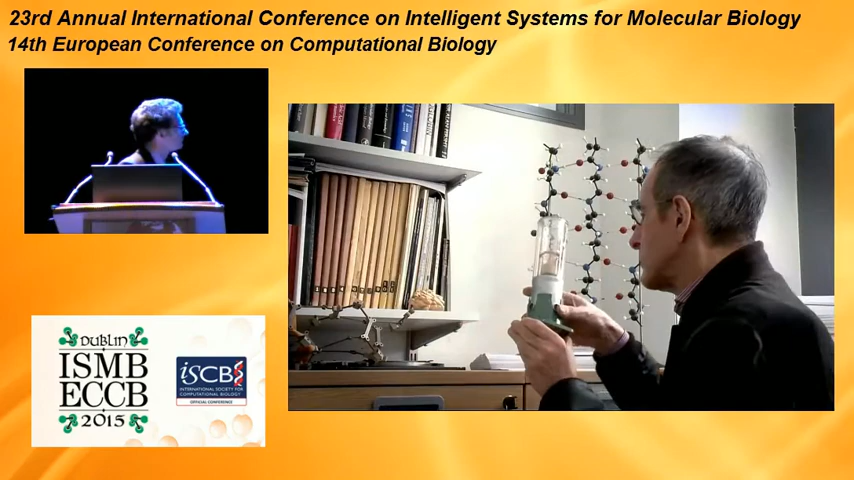 23rd Annual International Conference on Intelligent Systems for Molecular Biology
14th European Conference on Computational Biology
DUBLIN
ISMB
ECCB
2015
ISCB
INTERNATIONAL SOCIETY FOR
COMPUTATIONAL BIOLOGY
OFFICIAL CONFERENCE